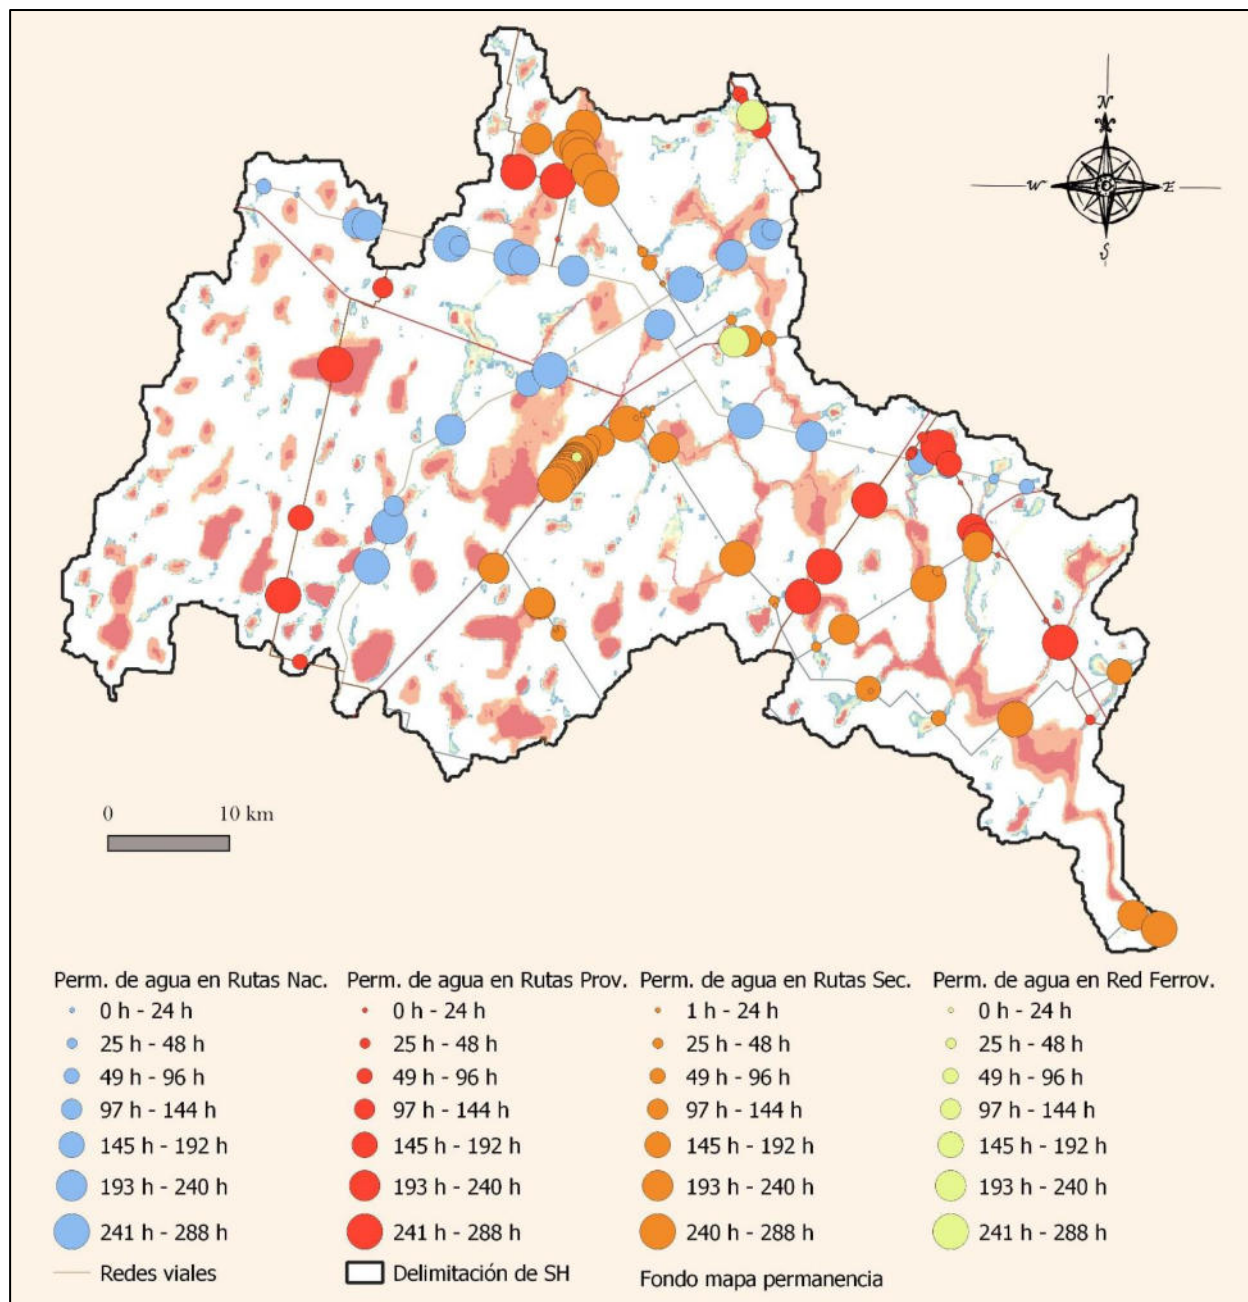 N
W E
S
0 10 km
Perm. de agua en Rutas Nac. Perm. de agua en Rutas Prov. Perm. de agua en Rutas Sec. Perm. de agua en Red Ferrov.
0 h - 24 h 0 h - 24 h 1 h - 24 h 0 h - 24 h
25 h - 48 h 25 h - 48 h 25 h - 48 h 25 h - 48 h
49 h - 96 h 49 h - 96 h 49 h - 96 h 49 h - 96 h
97 h - 144 h 97 h - 144 h 97 h - 144 h 97 h - 144 h
145 h - 192 h 145 h - 192 h 145 h - 192 h 145 h - 192 h
193 h - 240 h 193 h - 240 h 193 h - 240 h 193 h - 240 h
241 h - 288 h 241 h - 288 h 240 h - 288 h 241 h - 288 h
Redes viales Delimitación de SH Fondo mapa permanencia